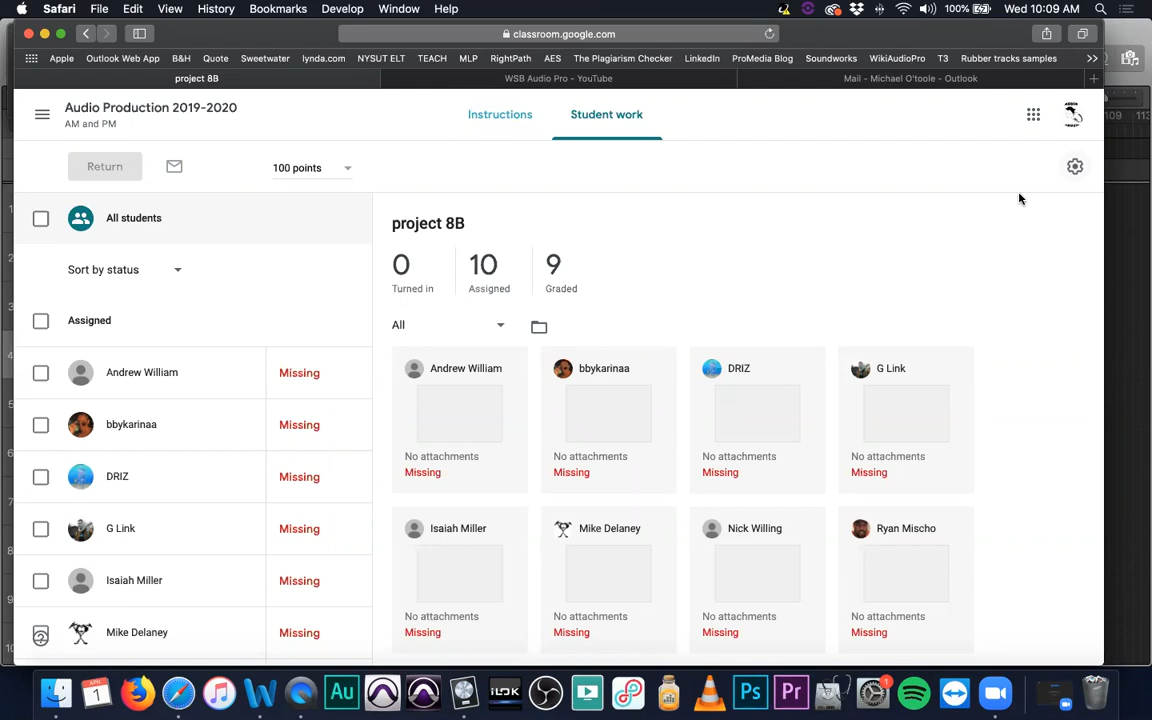 Safari File Edit View History Bookmarks Develop Window Help 100% Wed 10:09 AM
classroom.google.com
Apple Outlook Web App B&H Quote Sweetwater lynda.com NYSUT ELT TEACH MLP RightPath AES The Plagiarism Checker LinkedIn ProMedia Blog Soundworks WikiAudioPro T3 Rubber tracks samples
project 8B WSB Audio Pro - YouTube Mail - Michael O'toole - Outlook
Audio Production 2019-2020
AM and PM
Instructions Student work
Return 100 points
All students
project 8B
0 10 9
Turned in Assigned Graded
Sort by status
Assigned
All
Andrew William Missing
bbykarinaa Missing
DRIZ Missing
G Link Missing
Isaiah Miller Missing
Mike Delaney Missing
Andrew William bbykarinaa DRIZ G Link
No attachments No attachments No attachments No attachments
Missing Missing Missing Missing
Isaiah Miller Mike Delaney Nick Willing Ryan Mischo
No attachments No attachments No attachments No attachments
Missing Missing Missing Missing
APR
1
W
Au
iLOK
Ps
Pr
1